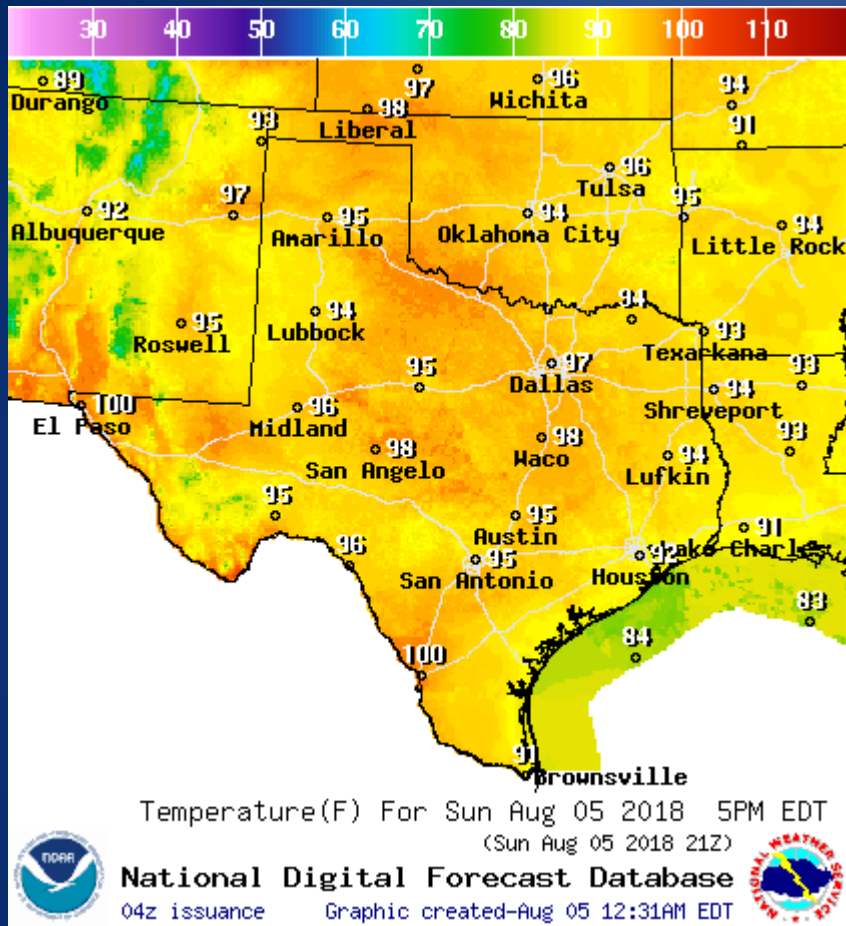 30 40 50 60 70 80 90 100 110
89
Durango
97
96
Wichita
98
Liberal
94
93
91
96
Tulsa
92
Albuquerque
97
95
Amarillo
94
Oklahoma City
95
94
Little Rock
95
Roswell
94
Lubbock
94
93
Texarkana
100
El Paso
96
Midland
95
97
Dallas
94
Shreveport
93
98
San Angelo
98
Waco
94
Lufkin
93
95
96
95
Austin
95
San Antonio
92
Houston
91
Lake Charles
100
84
83
91
Brownsville
Temperature(F) For Sun Aug 05 2018 5PM EDT
(Sun Aug 05 2018 21Z)
noaa
National Digital Forecast Database
04z issuance Graphic created-Aug 05 12:31AM EDT
NATIONAL WEATHER SERVICE